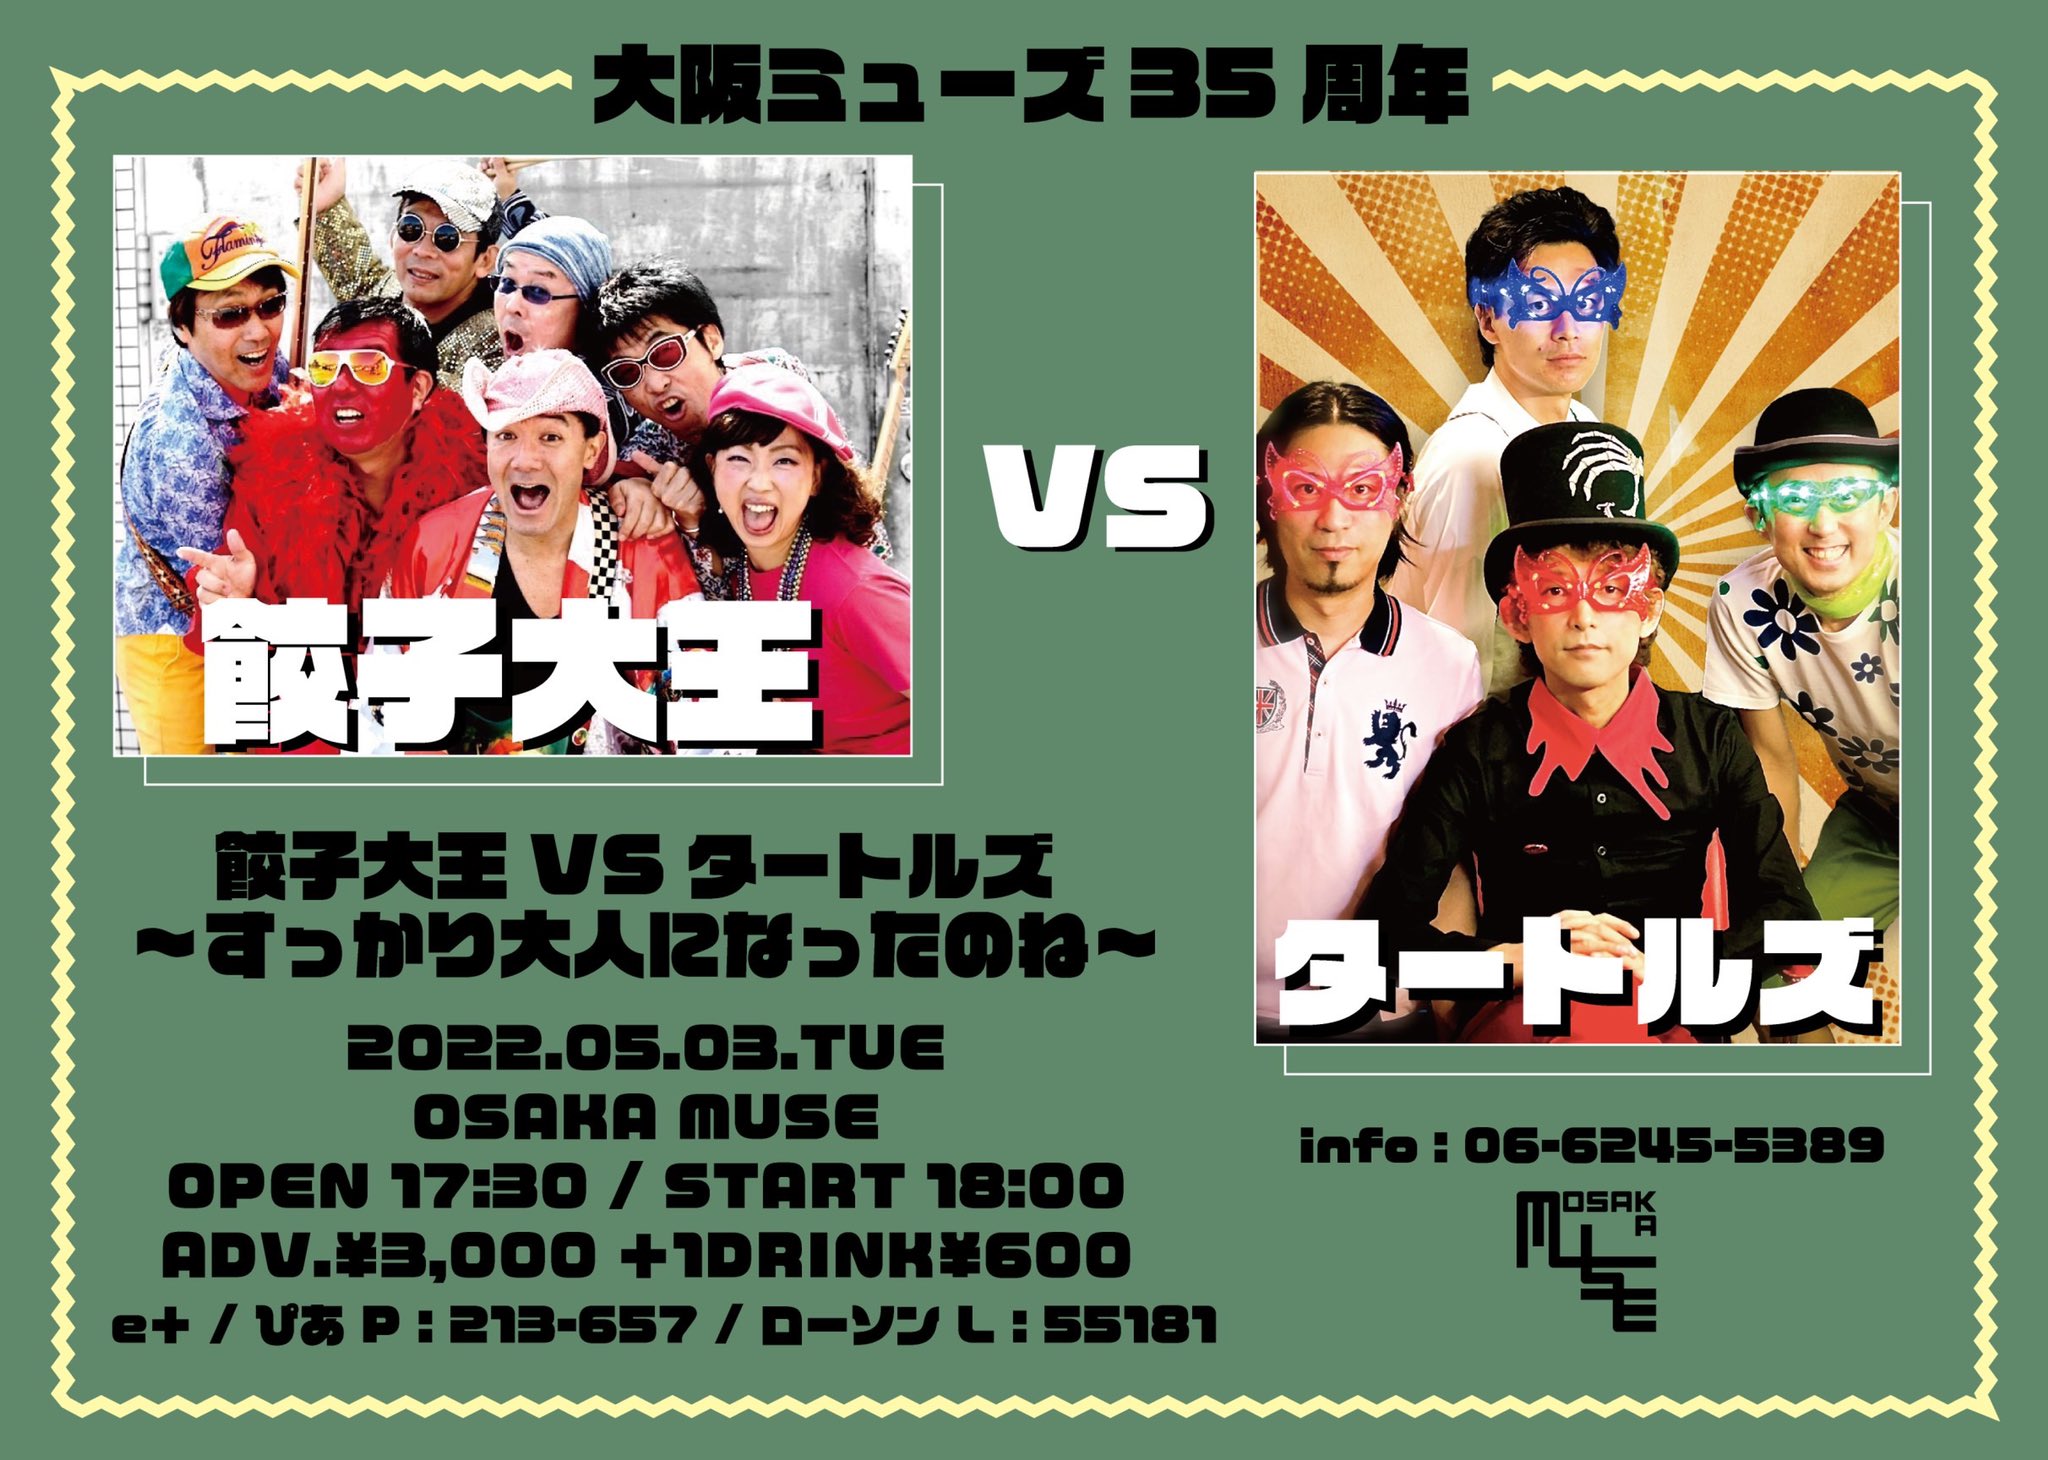 大阪ミューズ 35 周年
Flamingo
餃子大王
VS
タートルズ
餃子大王 VS タートルズ
～すっかり大人になったのね～
2022.05.03.TUE
OSAKA MUSE
OPEN 17:30 / START 18:00
ADV.¥3,000 +1DRINK¥600
e+ / ぴあ P : 213-657 / ローソン L : 55181
info : 06-6245-5389
OSAKA
MUSE